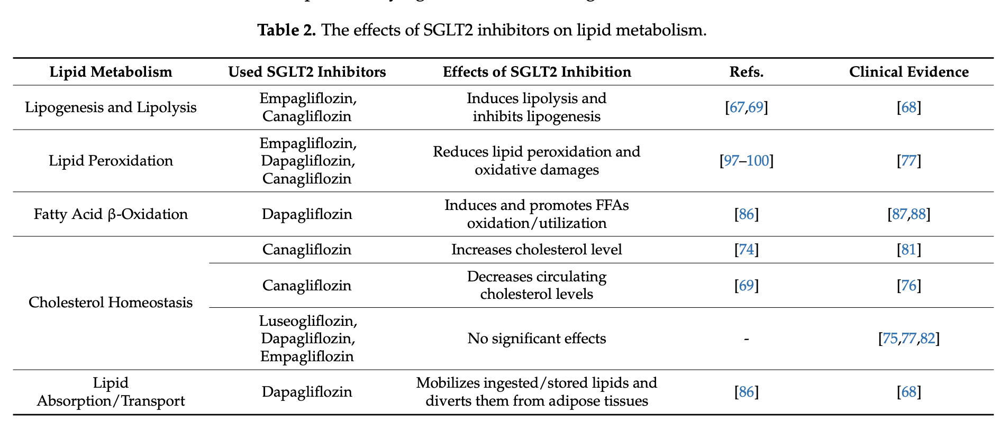 Table 2. The effects of SGLT2 inhibitors on lipid metabolism.
Lipid Metabolism Used SGLT2 Inhibitors Effects of SGLT2 Inhibition Refs. Clinical Evidence
Lipogenesis and Lipolysis
Empagliflozin,
Canagliflozin
Induces lipolysis and
inhibits lipogenesis
[67,69]
[68]
Lipid Peroxidation
Empagliflozin,
Dapagliflozin,
Canagliflozin
Reduces lipid peroxidation and
oxidative damages
[97–100]
[77]
Fatty Acid β-Oxidation
Dapagliflozin
Induces and promotes FFAs
oxidation/utilization
[86]
[87,88]
Cholesterol Homeostasis
Canagliflozin
Increases cholesterol level
[74]
[81]
Canagliflozin
Decreases circulating
cholesterol levels
[69]
[76]
Luseogliflozin,
Dapagliflozin,
Empagliflozin
No significant effects
-
[75,77,82]
Lipid
Absorption/Transport
Dapagliflozin
Mobilizes ingested/stored lipids and
diverts them from adipose tissues
[86]
[68]